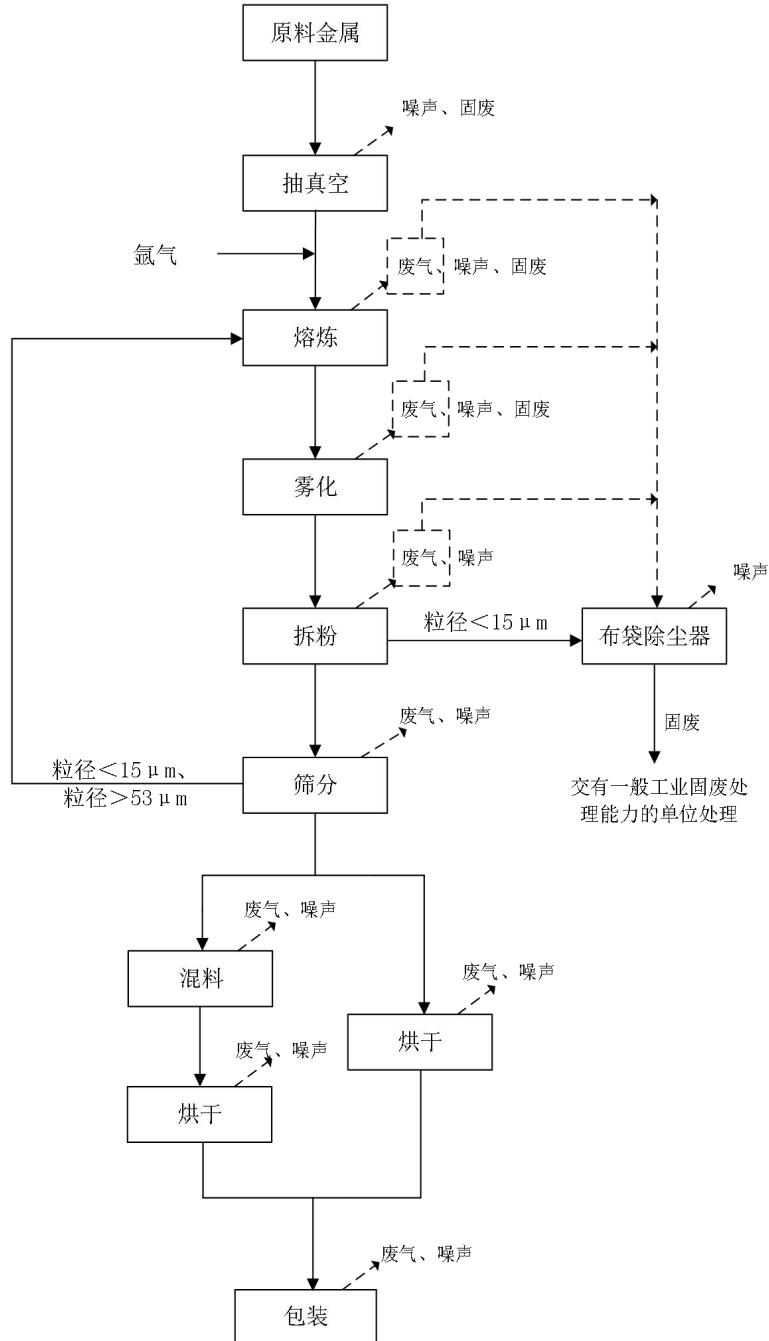 原料金属
噪声、固废
抽真空
氩气
废气、噪声、固废
熔炼
废气、噪声、固废
雾化
废气、噪声
噪声
拆粉
粒径＜15μm
布袋除尘器
废气、噪声
固废
粒径＜15μm、
粒径＞53μm
筛分
交有一般工业固废处
理能力的单位处理
废气、噪声
混料
废气、噪声
烘干
废气、噪声
烘干
废气、噪声
包装